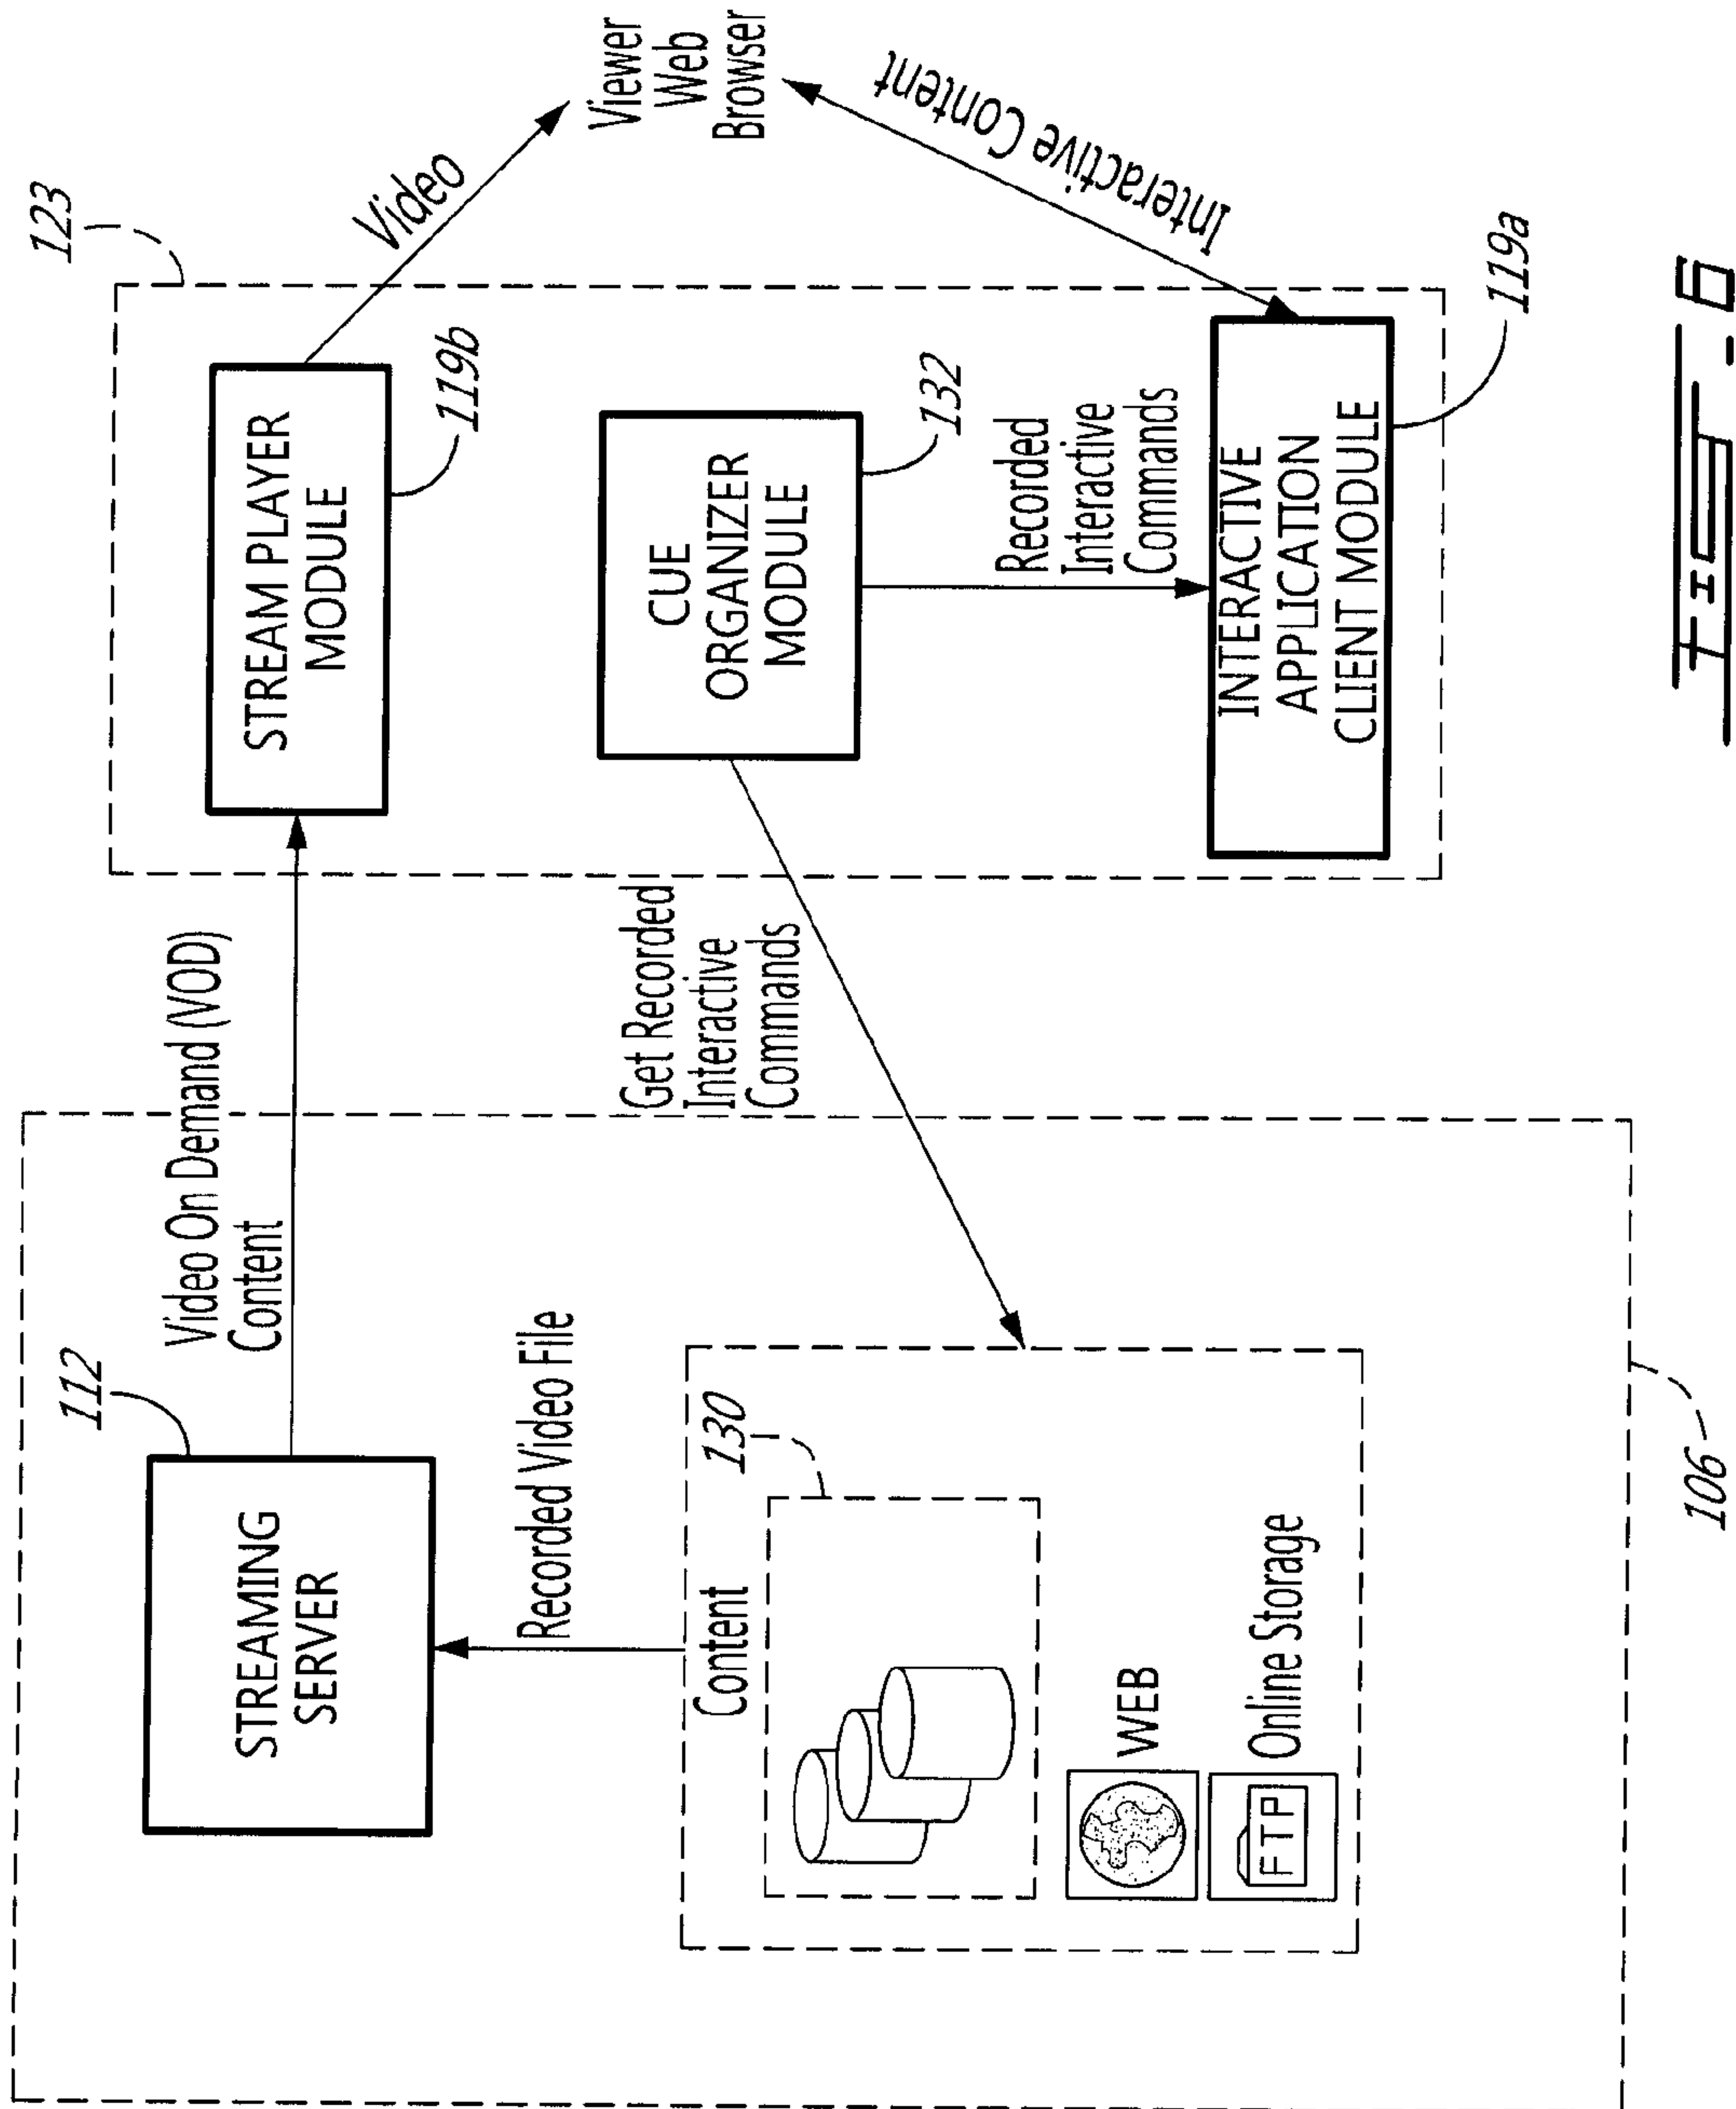 112
STREAMING
SERVER
Video On Demand (VOD)
Content
123
STREAM PLAYER
MODULE
119b
Video
Viewer
Web
Browser
Recorded Video File
Get Recorded
Interactive
Commands
CUE
ORGANIZER
MODULE
132
Content
130
Recorded
Interactive
Commands
Interactive Content
WEB
FTP
Online Storage
INTERACTIVE
APPLICATION
CLIENT MODULE
119a
106
Fig-6